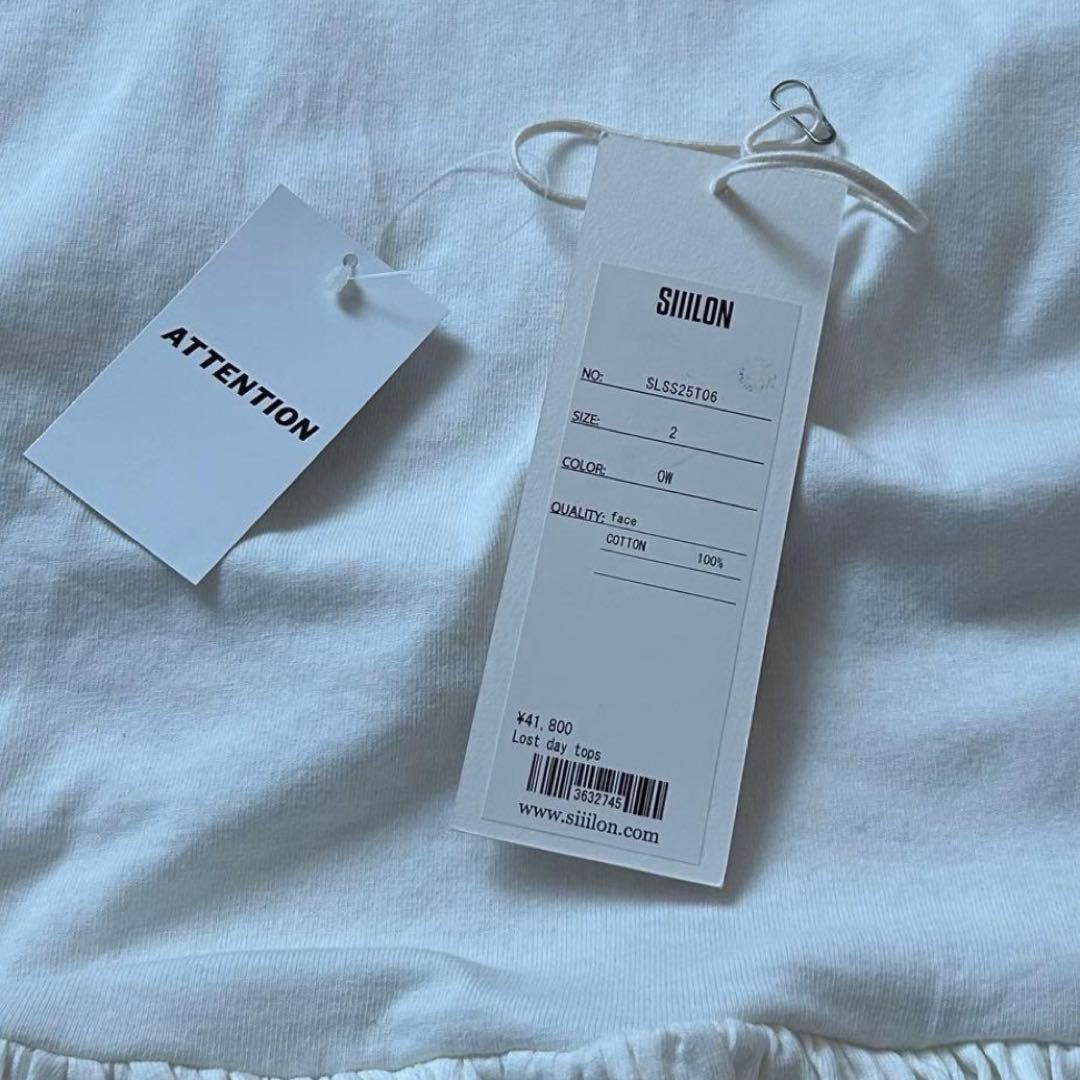 ATTENTION
SIIILON
NO: SLSS25T06
SIZE: 2
COLOR: OW
QUALITY: face
COTTON 100%
¥41,800
Lost day tops
3632745
www.siiilon.com